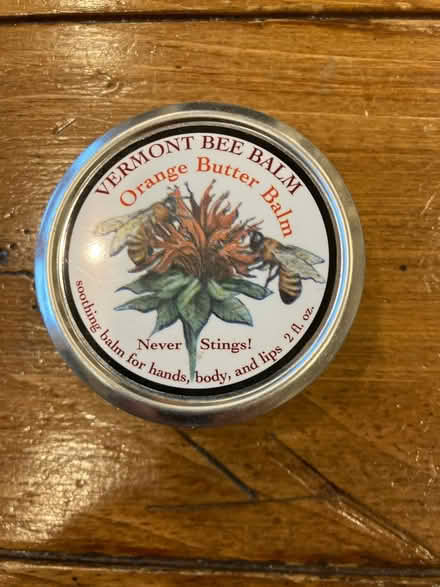 VERMONT BEE BALM
Orange Butter Balm
Never Stings!
soothing balm for hands, body, and lips 2 fl. oz.